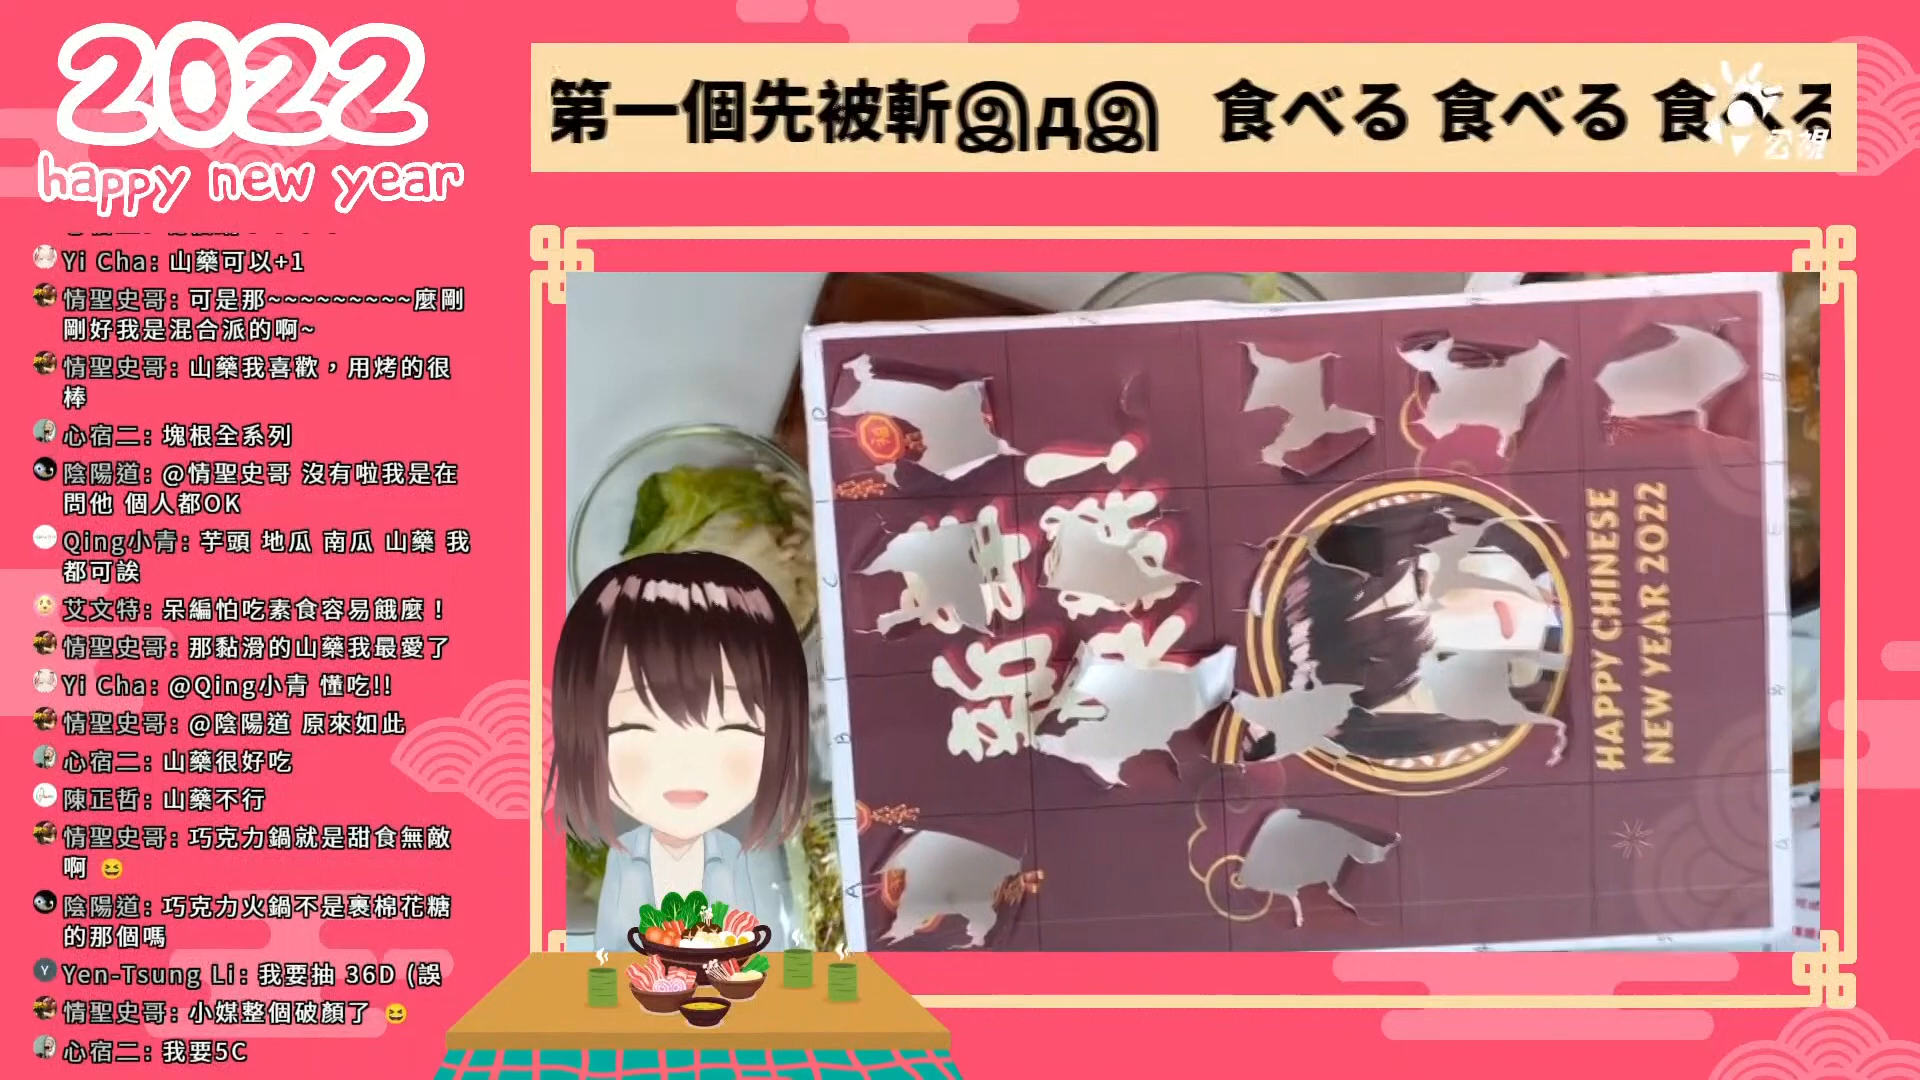 2022
happy new year
第一個先被斬இдஇ 食べる 食べる 食べる
公視
Yi Cha: 山藥可以+1
情聖史哥: 可是那~~~~~~~~~麼剛
剛好我是混合派的啊~
情聖史哥: 山藥我喜歡，用烤的很
棒
心宿二: 塊根全系列
陰陽道: @情聖史哥 沒有啦我是在
問他 個人都OK
Qing小青: 芋頭 地瓜 南瓜 山藥 我
都可誒
艾文特: 呆編怕吃素食容易餓麼！
情聖史哥: 那黏滑的山藥我最愛了
Yi Cha: @Qing小青 懂吃!!
情聖史哥: @陰陽道 原來如此
心宿二: 山藥很好吃
陳正哲: 山藥不行
情聖史哥: 巧克力鍋就是甜食無敵
啊 😆
陰陽道: 巧克力火鍋不是裹棉花糖
的那個嗎
Yen-Tsung Li: 我要抽 36D (誤
情聖史哥: 小媒整個破顏了 😆
心宿二: 我要5C
HAPPY CHINESE
NEW YEAR 2022
C
B
A